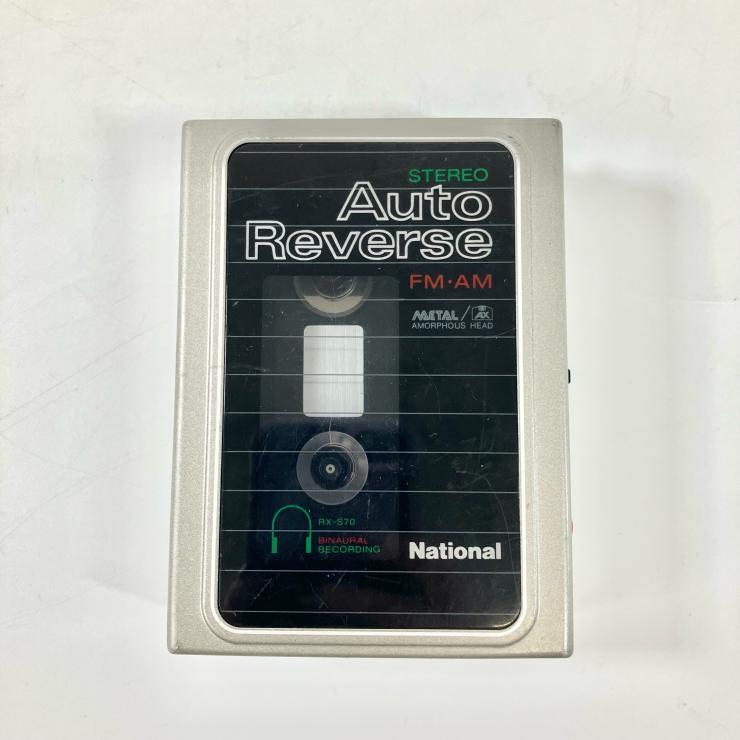 STEREO
Auto
Reverse
FM·AM
METAL / AX
AMORPHOUS HEAD
RX-S70
BINAURAL
RECORDING
National